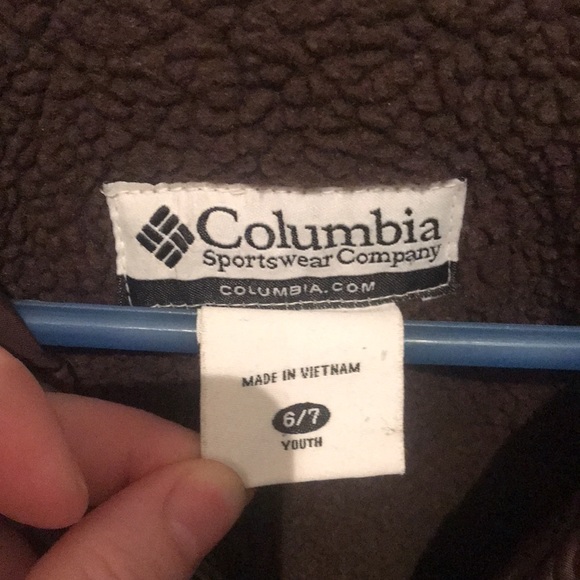 Columbia
Sportswear Company
COLUMBIA.COM
MADE IN VIETNAM
6/7
YOUTH